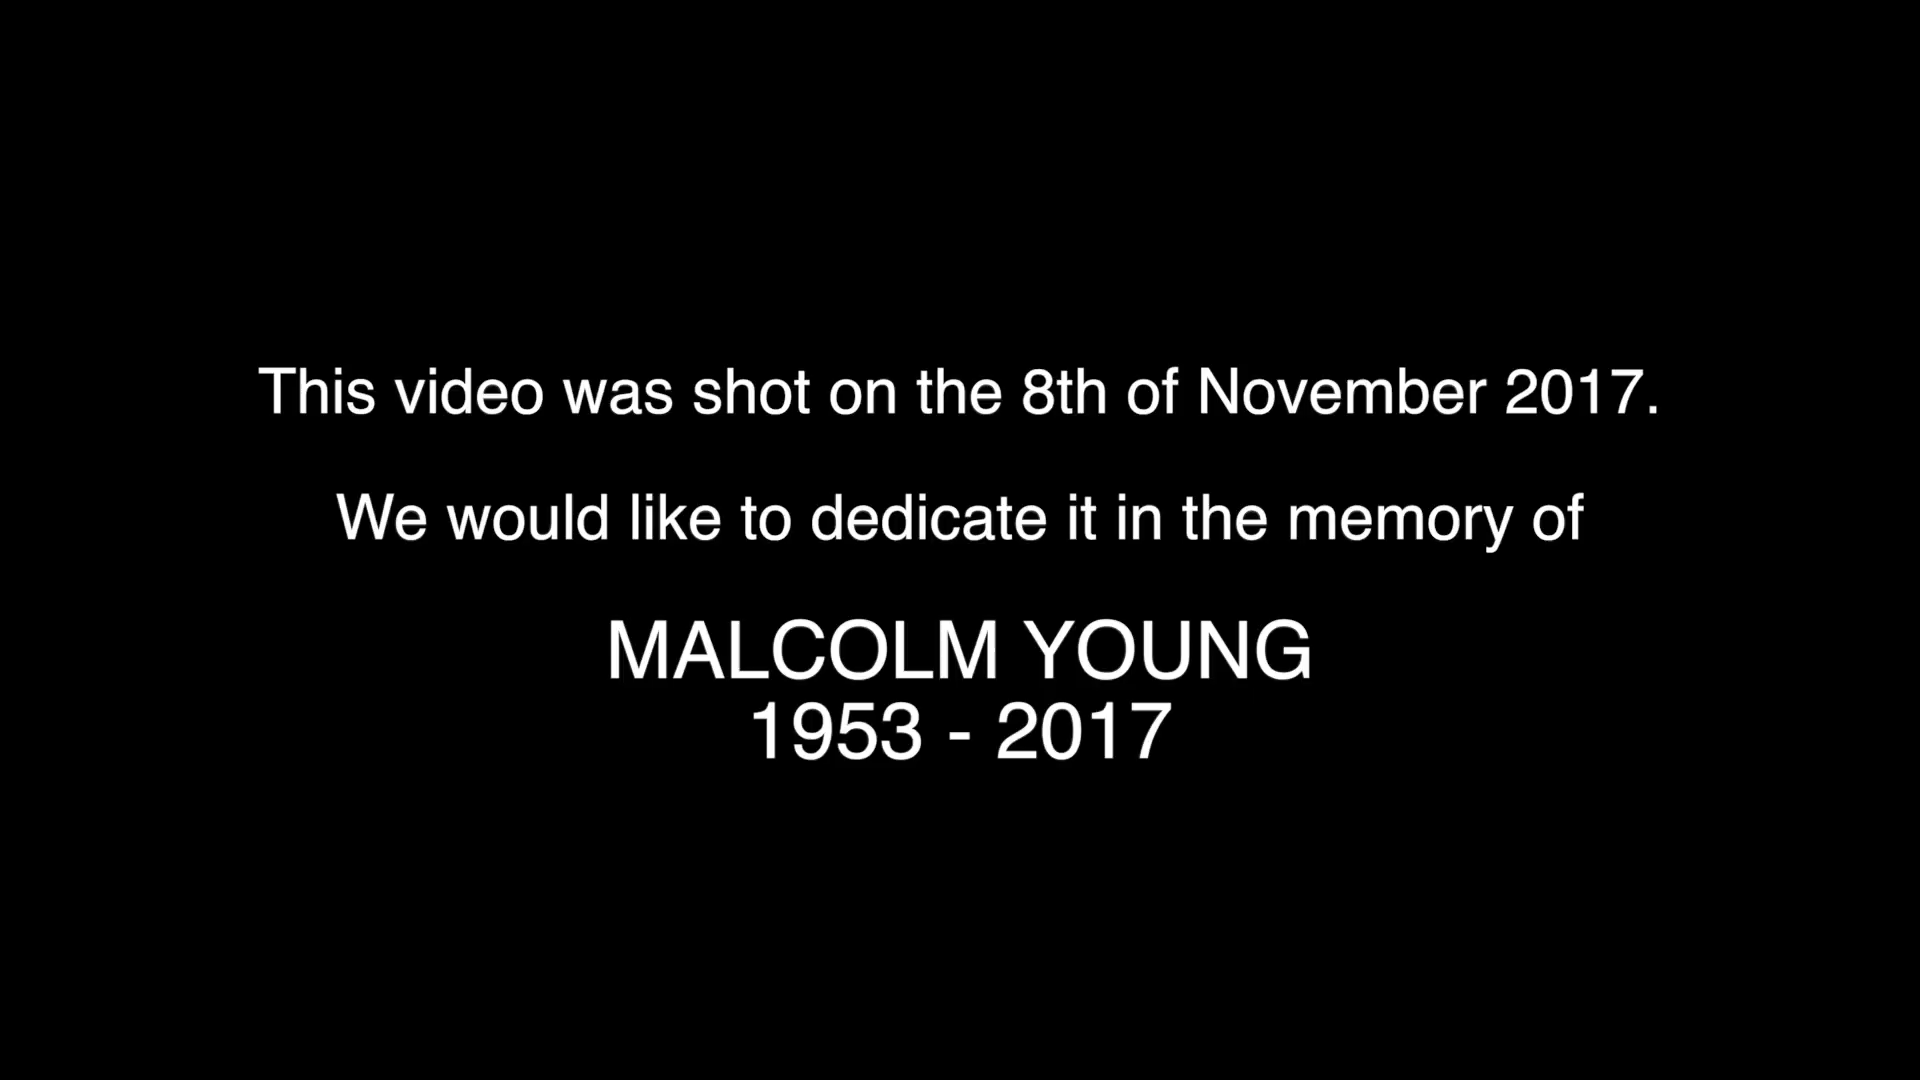 This video was shot on the 8th of November 2017.
We would like to dedicate it in the memory of
MALCOLM YOUNG
1953 - 2017